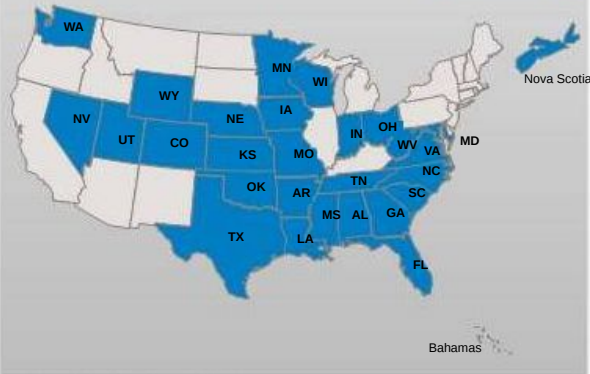 WA
MN
WI
Nova Scotia
WY
IA
NV
NE
OH
IN
MD
UT
CO
WV
VA
KS
MO
NC
TN
OK
AR
SC
MS
AL
GA
TX
LA
FL
Bahamas